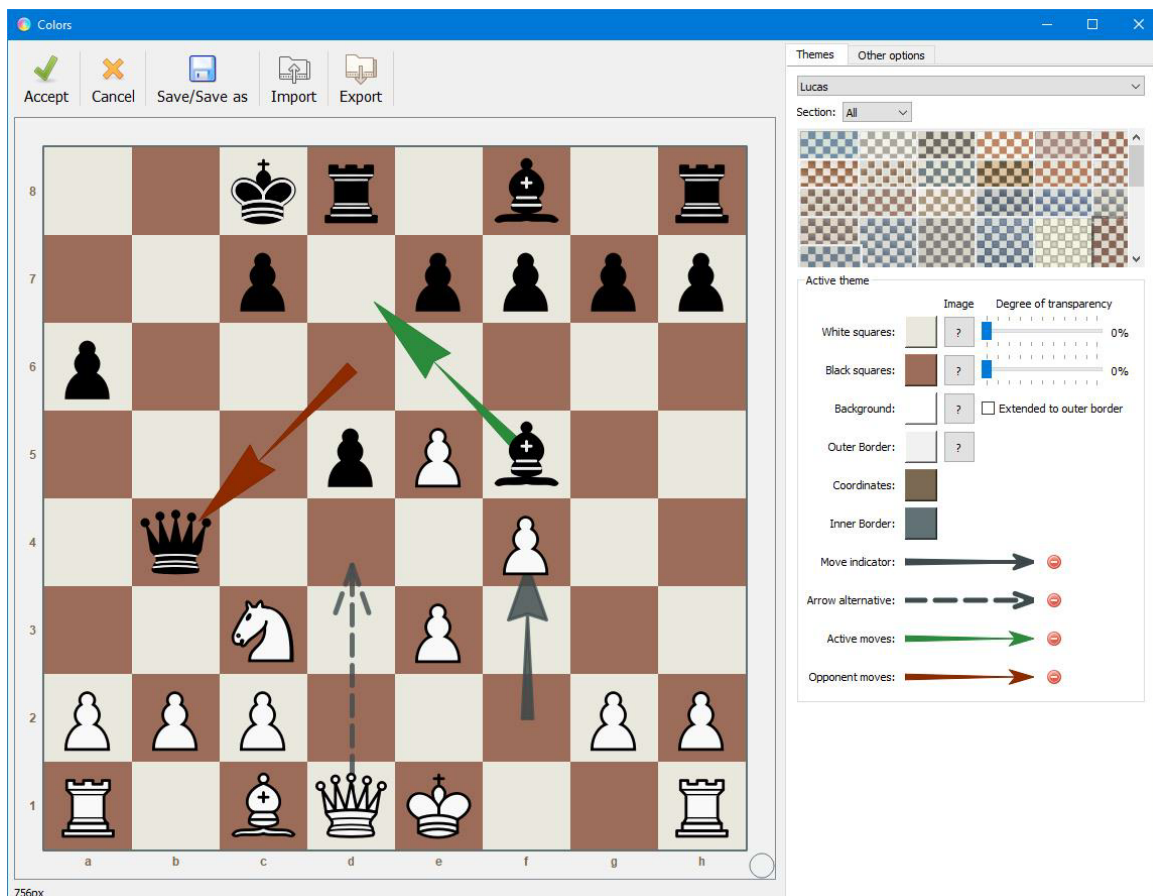 Colors
Accept Cancel Save/Save as Import Export
Themes Other options
Lucas
Section: All
Active theme
Image Degree of transparency
White squares: ? 0%
Black squares: ? 0%
Background: ? Extended to outer border
Outer Border: ?
Coordinates:
Inner Border:
Move indicator:
Arrow alternative:
Active moves:
Opponent moves:
8
7
6
5
4
3
2
1
a b c d e f g h
756px